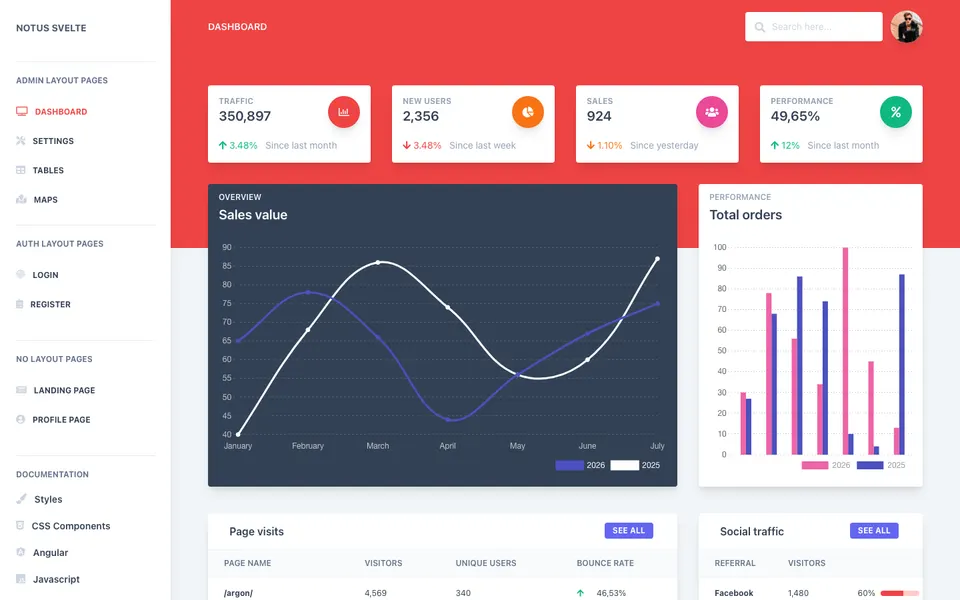 NOTUS SVELTE
ADMIN LAYOUT PAGES
DASHBOARD
SETTINGS
TABLES
MAPS
AUTH LAYOUT PAGES
LOGIN
REGISTER
NO LAYOUT PAGES
LANDING PAGE
PROFILE PAGE
DOCUMENTATION
Styles
CSS Components
Angular
Javascript
DASHBOARD
Search here...
TRAFFIC
350,897
3.48% Since last month
NEW USERS
2,356
3.48% Since last week
SALES
924
1.10% Since yesterday
PERFORMANCE
49,65%
%
12% Since last month
OVERVIEW
Sales value
90
85
80
75
70
65
60
55
50
45
40
January February March April May June July
2026 2025
PERFORMANCE
Total orders
100
90
80
70
60
50
40
30
20
10
0
2026 2025
Page visits SEE ALL
PAGE NAME VISITORS UNIQUE USERS BOUNCE RATE
/argon/ 4,569 340 46,53%
Social traffic SEE ALL
REFERRAL VISITORS
Facebook 1,480 60%